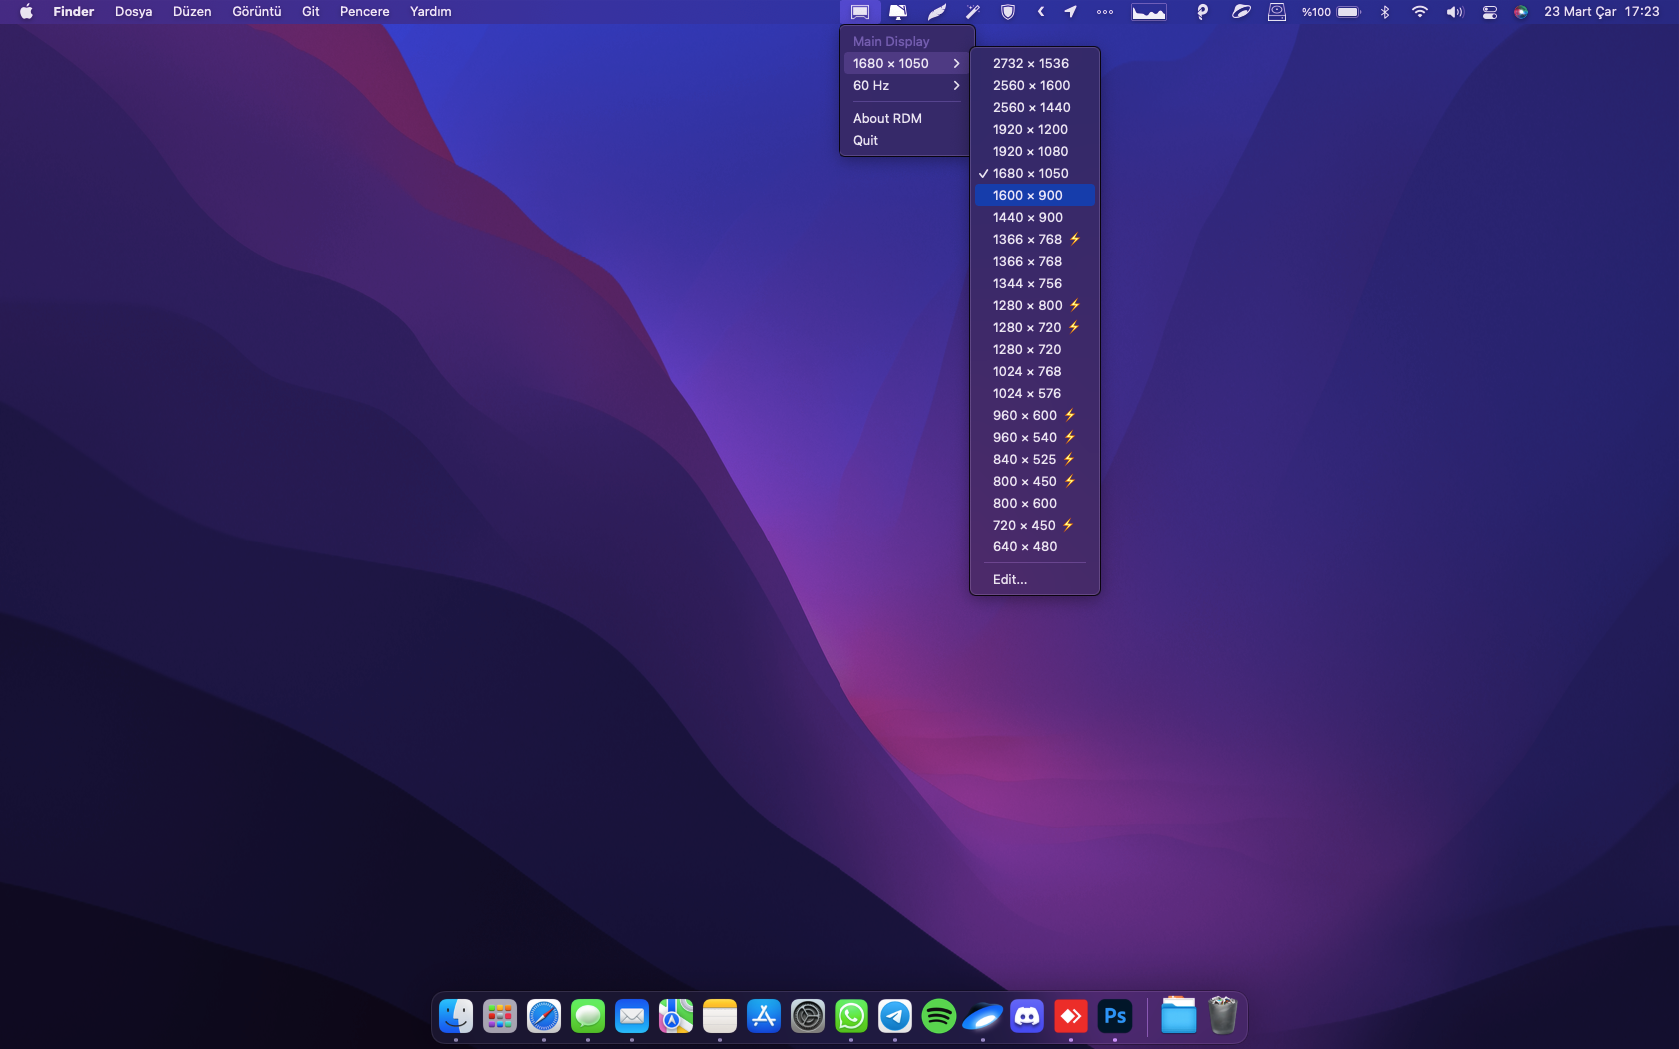 Finder Dosya Düzen Görüntü Git Pencere Yardım %100 23 Mart Çar 17:23
Main Display
1680 × 1050
60 Hz
About RDM
Quit
2732 × 1536
2560 × 1600
2560 × 1440
1920 × 1200
1920 × 1080
✓ 1680 × 1050
1600 × 900
1440 × 900
1366 × 768 ⚡
1366 × 768
1344 × 756
1280 × 800 ⚡
1280 × 720 ⚡
1280 × 720
1024 × 768
1024 × 576
960 × 600 ⚡
960 × 540 ⚡
840 × 525 ⚡
800 × 450 ⚡
800 × 600
720 × 450 ⚡
640 × 480
Edit...
Ps